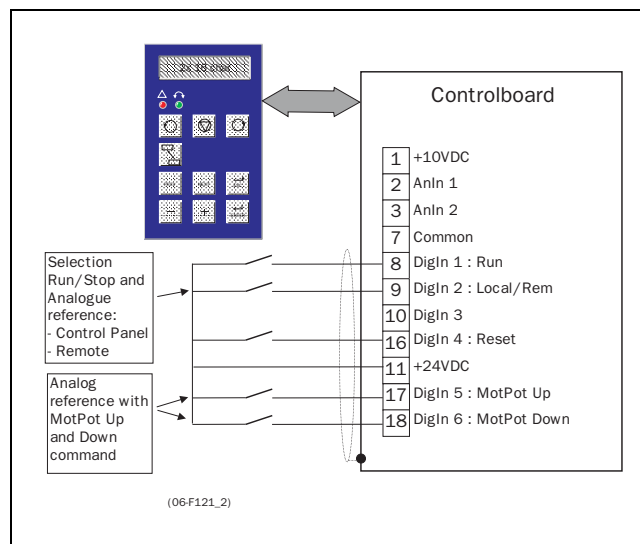 2x 16 char
Controlboard
1 +10VDC
2 AnIn 1
3 AnIn 2
7 Common
8 DigIn 1 : Run
9 DigIn 2 : Local/Rem
10 DigIn 3
16 DigIn 4 : Reset
11 +24VDC
17 DigIn 5 : MotPot Up
18 DigIn 6 : MotPot Down
Selection
Run/Stop and
Analogue
reference:
- Control Panel
- Remote
Analog
reference with
MotPot Up
and Down
command
(06-F121_2)